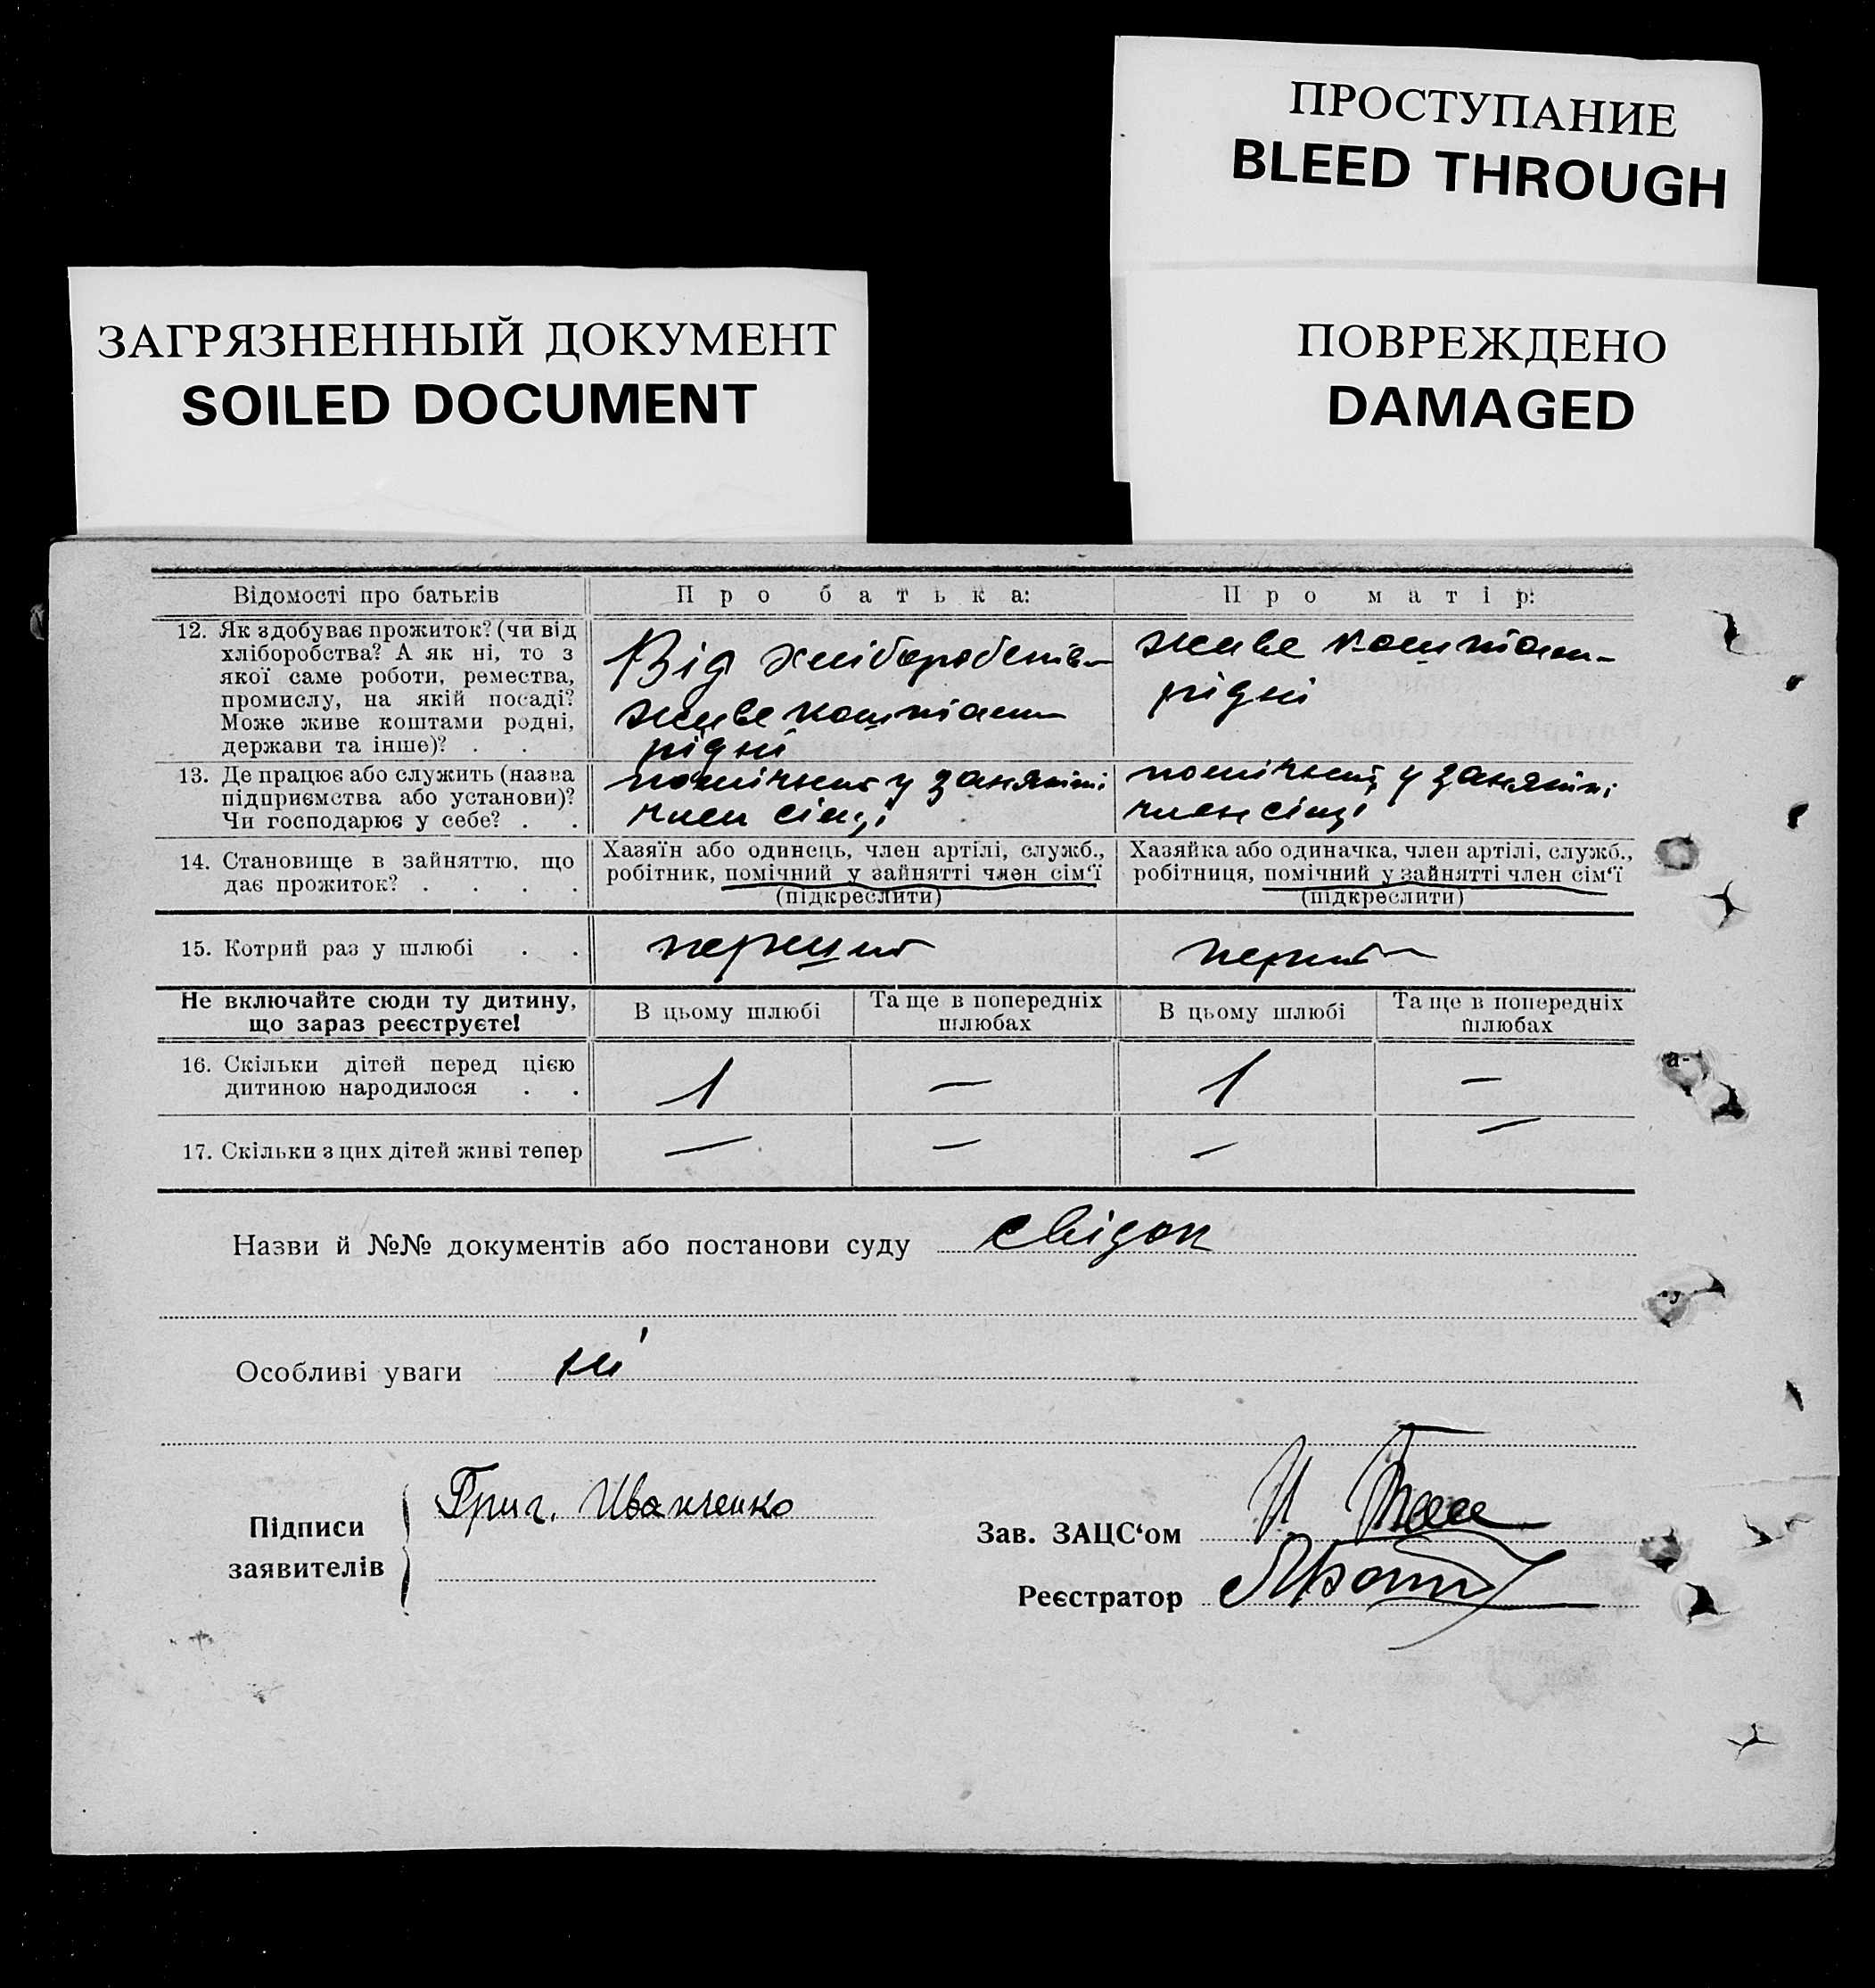 ПРОСТУПАНИЕ
BLEED THROUGH
ЗАГРЯЗНЕННЫЙ ДОКУМЕНТ
SOILED DOCUMENT
ПОВРЕЖДЕНО
DAMAGED
Відомості про батьків
Про батька:
Про матір:
12. Як здобуває прожиток? (чи від
хліборобства? А як ні, то з
якої саме роботи, ремества,
промислу, на якій посаді?
Може живе коштами родні,
держави та інше)? . .
Від хліборобства
живе коштами
рідні
живе коштами
рідні
13. Де працює або служить (назва
підприємства або установи)?
Чи господарює у себе? . .
помічний у занятті
член сімї
помічний у занятті
член сімї
14. Становище в зайняттю, що
дає прожиток? . . . .
Хазяїн або одинець, член артілі, служб.,
робітник, помічний у зайнятті член сім‘ї
(підкреслити)
Хазяйка або одиначка, член артілі, служб.,
робітниця, помічний у зайнятті член сім‘ї
(підкреслити)
15. Котрий раз у шлюбі . .
перший
перший
Не включайте сюди ту дитину,
що зараз реєструєте!
В цьому шлюбі
Та ще в попередніх
шлюбах
В цьому шлюбі
Та ще в попередніх
шлюбах
16. Скільки дітей перед цією
дитиною народилося . .
1 — 1 —
17. Скільки з цих дітей живі тепер
— — — —
Назви й №№ документів або постанови суду свідок
Особливі уваги ні
Підписи
заявителів
Григ. Иванченко
Зав. ЗАЦС‘ом
Реєстратор